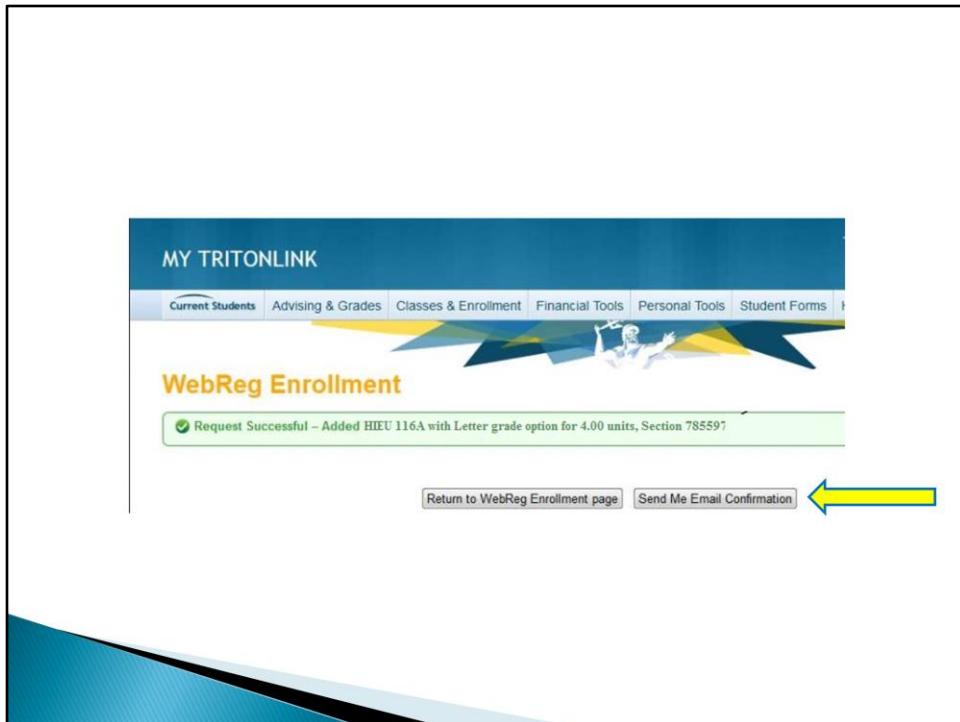 MY TRITONLINK
Current Students Advising & Grades Classes & Enrollment Financial Tools Personal Tools Student Forms
WebReg Enrollment
Request Successful – Added HIEU 116A with Letter grade option for 4.00 units, Section 785597
Return to WebReg Enrollment page Send Me Email Confirmation